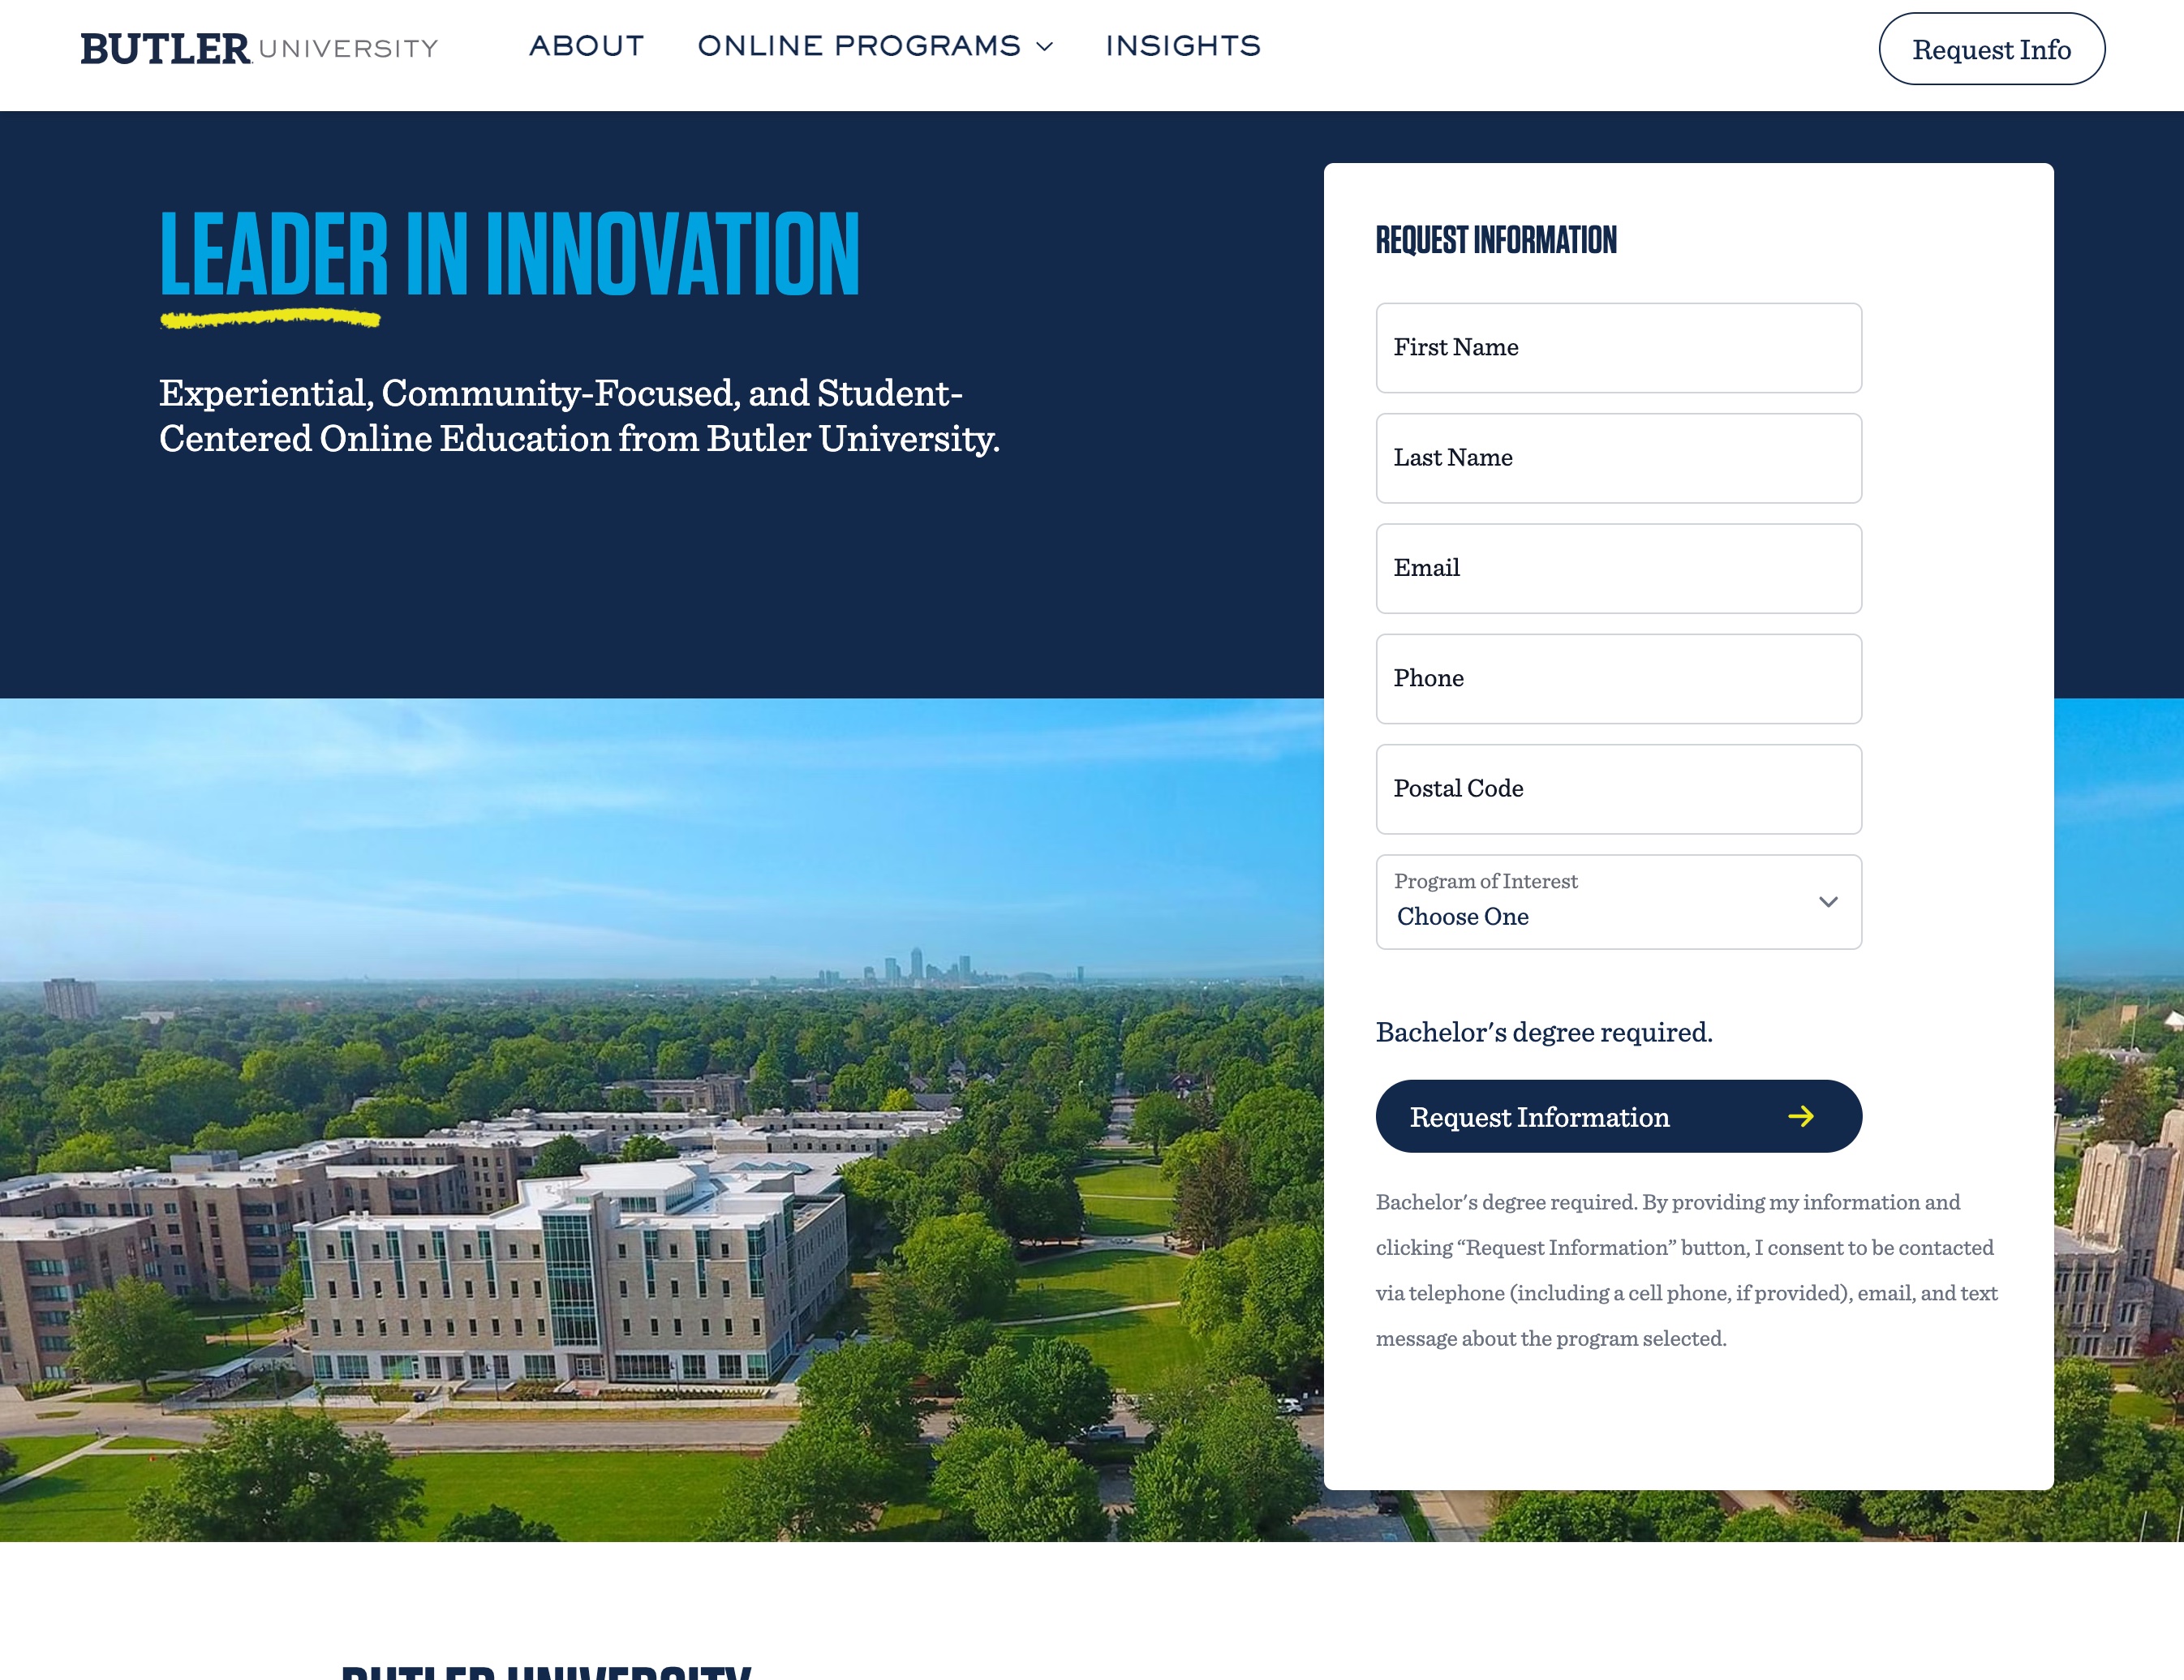 BUTLER UNIVERSITY
ABOUT
ONLINE PROGRAMS
INSIGHTS
Request Info
LEADER IN INNOVATION
Experiential, Community-Focused, and Student-
Centered Online Education from Butler University.
REQUEST INFORMATION
First Name
Last Name
Email
Phone
Postal Code
Program of Interest
Choose One
Bachelor's degree required.
Request Information
Bachelor's degree required. By providing my information and
clicking “Request Information” button, I consent to be contacted
via telephone (including a cell phone, if provided), email, and text
message about the program selected.
BUTLER UNIVERSITY